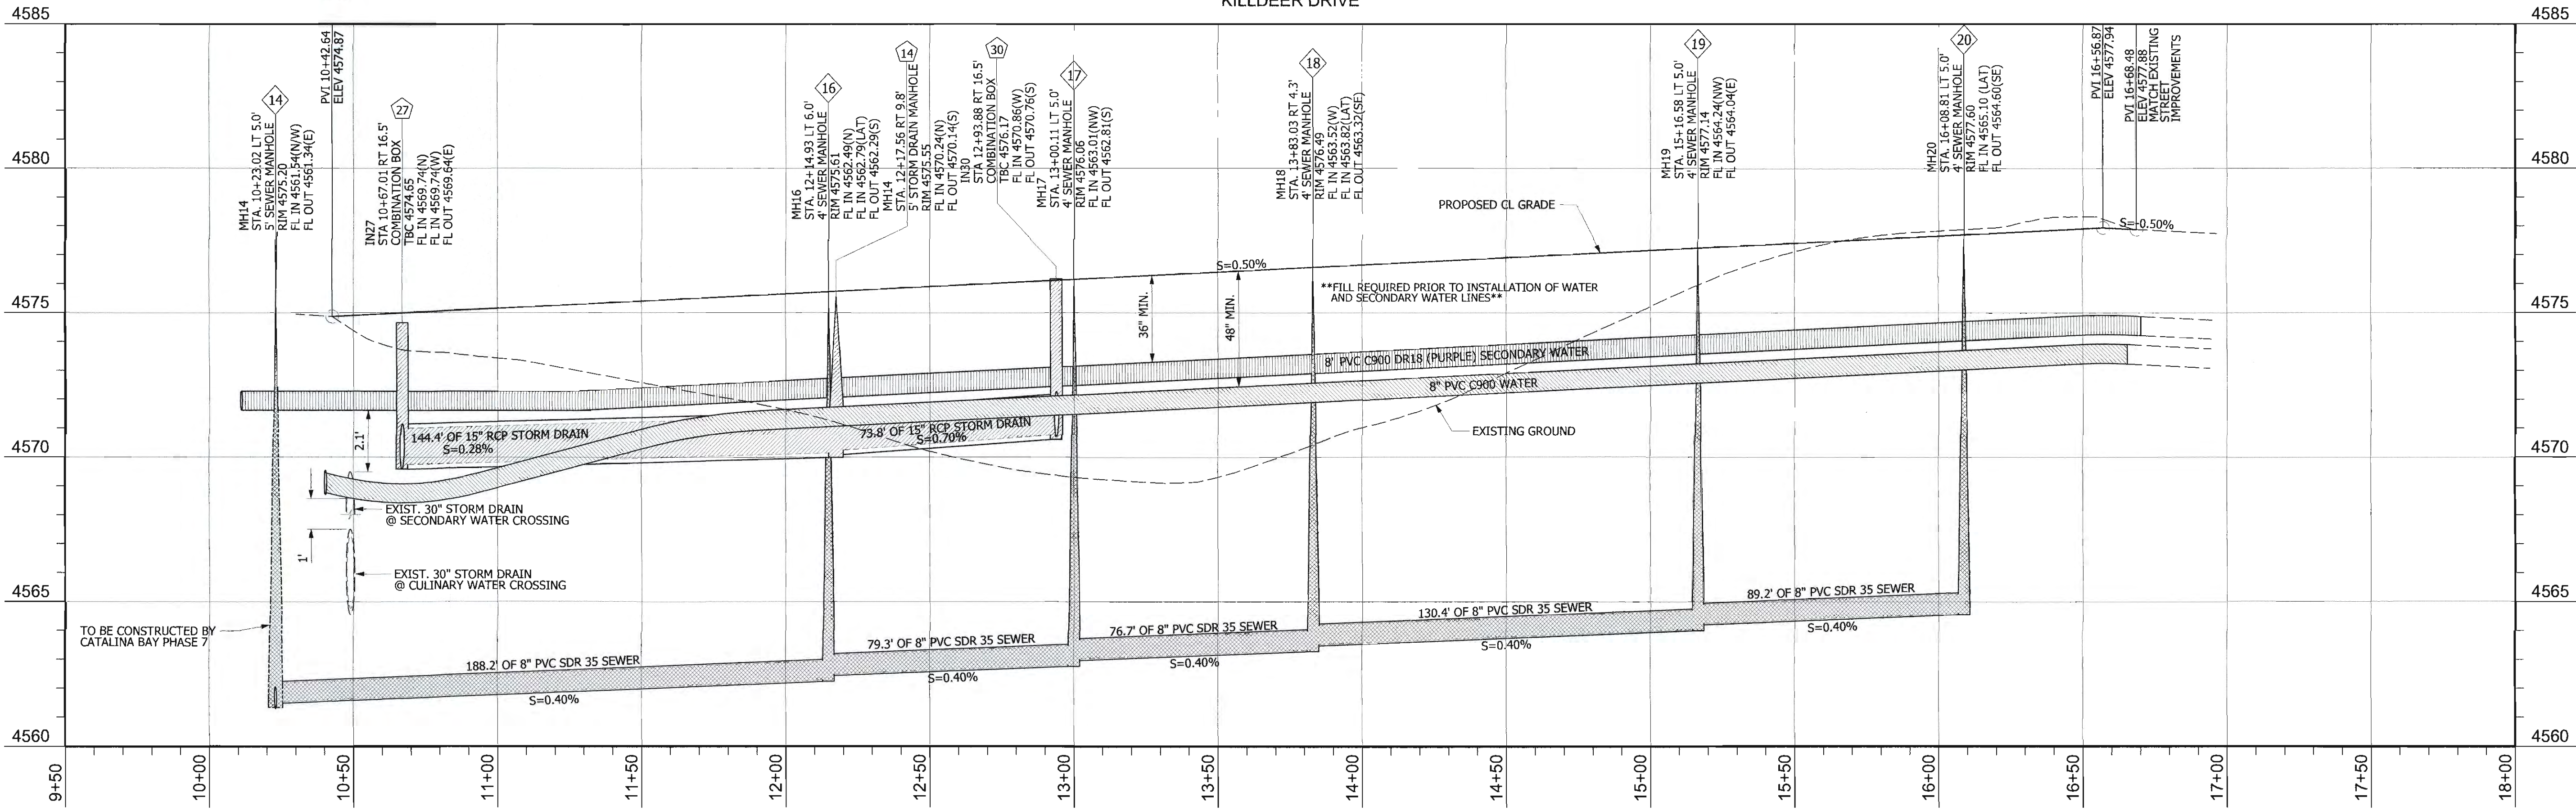 KILLDEER DRIVE
4585
4585
4580
4580
4575
4575
4570
4570
4565
4565
4560
4560
14
MH14
STA. 10+23.02 LT 5.0'
5' SEWER MANHOLE
RIM 4575.20
FL IN 4561.54(N/W)
FL OUT 4561.34(E)
PVI 10+42.64
ELEV 4574.87
27
IN27
STA 10+67.01 RT 16.5'
COMBINATION BOX
TBC 4574.65
FL IN 4569.74(N)
FL IN 4569.74(W)
FL OUT 4569.64(E)
16
MH16
STA. 12+14.93 LT 6.0'
4' SEWER MANHOLE
RIM 4575.61
FL IN 4562.49(N)
FL IN 4562.79(LAT)
FL OUT 4562.29(S)
14
MH14
STA. 12+17.56 RT 9.8'
5' STORM DRAIN MANHOLE
RIM 4575.55
FL IN 4570.24(N)
FL OUT 4570.14(S)
30
IN30
STA. 12+93.88 RT 16.5'
COMBINATION BOX
TBC 4576.17
FL IN 4570.86(W)
FL OUT 4570.76(S)
17
MH17
STA. 13+00.11 LT 5.0'
4' SEWER MANHOLE
RIM 4576.06
FL IN 4563.01(NW)
FL OUT 4562.81(S)
18
MH18
STA. 13+83.03 RT 4.3'
4' SEWER MANHOLE
RIM 4576.49
FL IN 4563.52(W)
FL IN 4563.82(LAT)
FL OUT 4563.32(SE)
19
MH19
STA. 15+16.58 LT 5.0'
4' SEWER MANHOLE
RIM 4577.14
FL IN 4564.24(NW)
FL OUT 4564.04(E)
20
MH20
STA. 16+08.81 LT 5.0'
4' SEWER MANHOLE
RIM 4577.60
FL IN 4565.10 (LAT)
FL OUT 4564.60(SE)
PVI 16+56.87
ELEV 4577.94
PVI 16+68.48
ELEV 4577.88
MATCH EXISTING
STREET
IMPROVEMENTS
PROPOSED CL GRADE
S=-0.50%
S=0.50%
**FILL REQUIRED PRIOR TO INSTALLATION OF WATER
AND SECONDARY WATER LINES**
36" MIN.
48" MIN.
8' PVC C900 DR18 (PURPLE) SECONDARY WATER
8" PVC C900 WATER
EXISTING GROUND
144.4' OF 15" RCP STORM DRAIN
S=0.28%
73.8' OF 15" RCP STORM DRAIN
S=0.70%
2.1'
EXIST. 30" STORM DRAIN
@ SECONDARY WATER CROSSING
1'
EXIST. 30" STORM DRAIN
@ CULINARY WATER CROSSING
TO BE CONSTRUCTED BY
CATALINA BAY PHASE 7
188.2' OF 8" PVC SDR 35 SEWER
S=0.40%
79.3' OF 8" PVC SDR 35 SEWER
S=0.40%
76.7' OF 8" PVC SDR 35 SEWER
S=0.40%
130.4' OF 8" PVC SDR 35 SEWER
S=0.40%
89.2' OF 8" PVC SDR 35 SEWER
S=0.40%
9+50
10+00
10+50
11+00
11+50
12+00
12+50
13+00
13+50
14+00
14+50
15+00
15+50
16+00
16+50
17+00
17+50
18+00